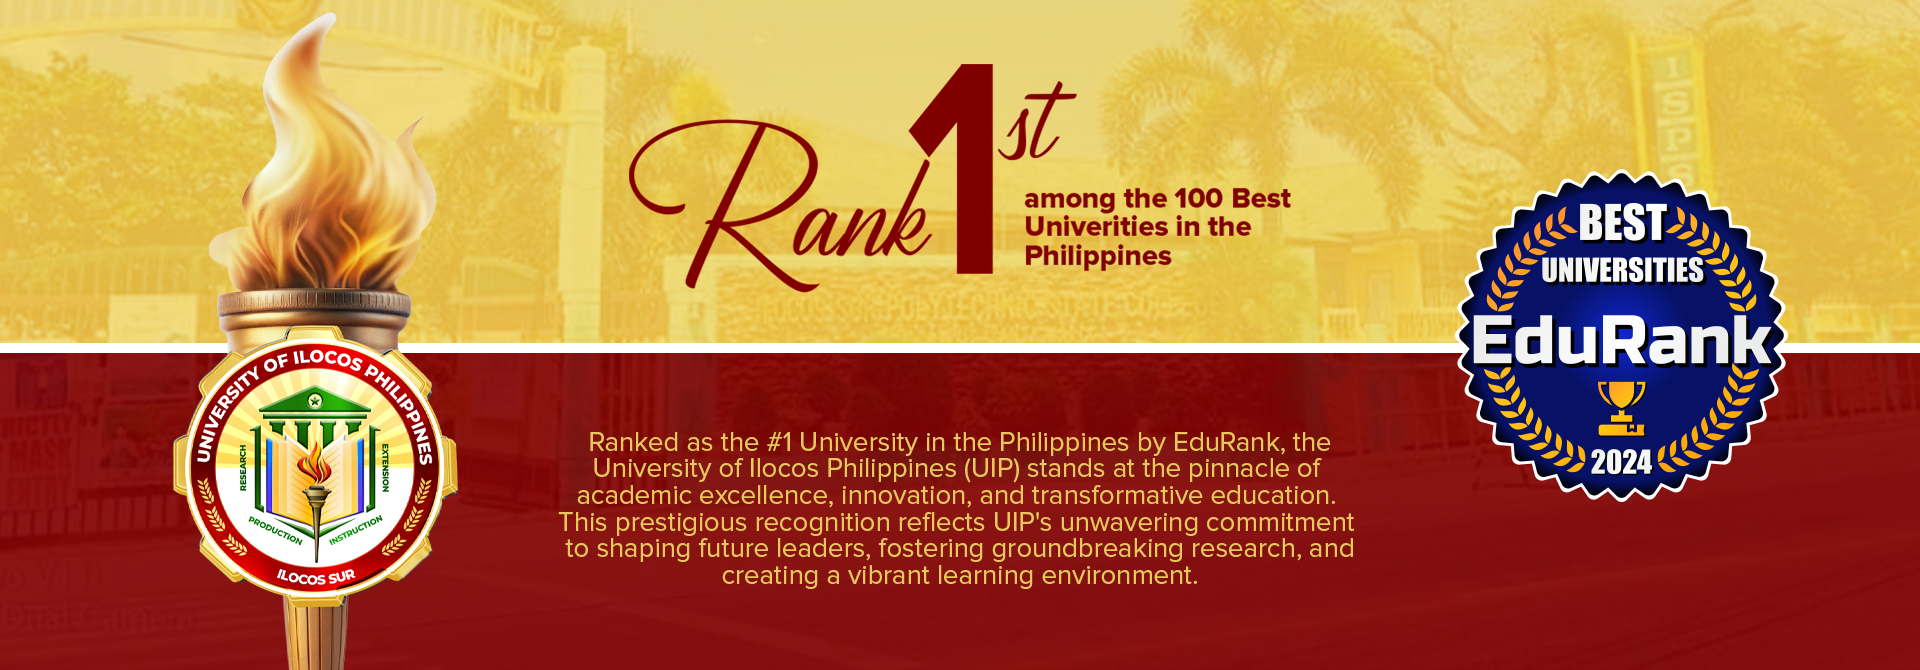 Rank 1st
among the 100 Best
Univerities in the
Philippines
BEST
UNIVERSITIES
EduRank
2024
UNIVERSITY OF ILOCOS PHILIPPINES
RESEARCH
EXTENSION
PRODUCTION
INSTRUCTION
ILOCOS SUR
Ranked as the #1 University in the Philippines by EduRank, the
University of Ilocos Philippines (UIP) stands at the pinnacle of
academic excellence, innovation, and transformative education.
This prestigious recognition reflects UIP's unwavering commitment
to shaping future leaders, fostering groundbreaking research, and
creating a vibrant learning environment.